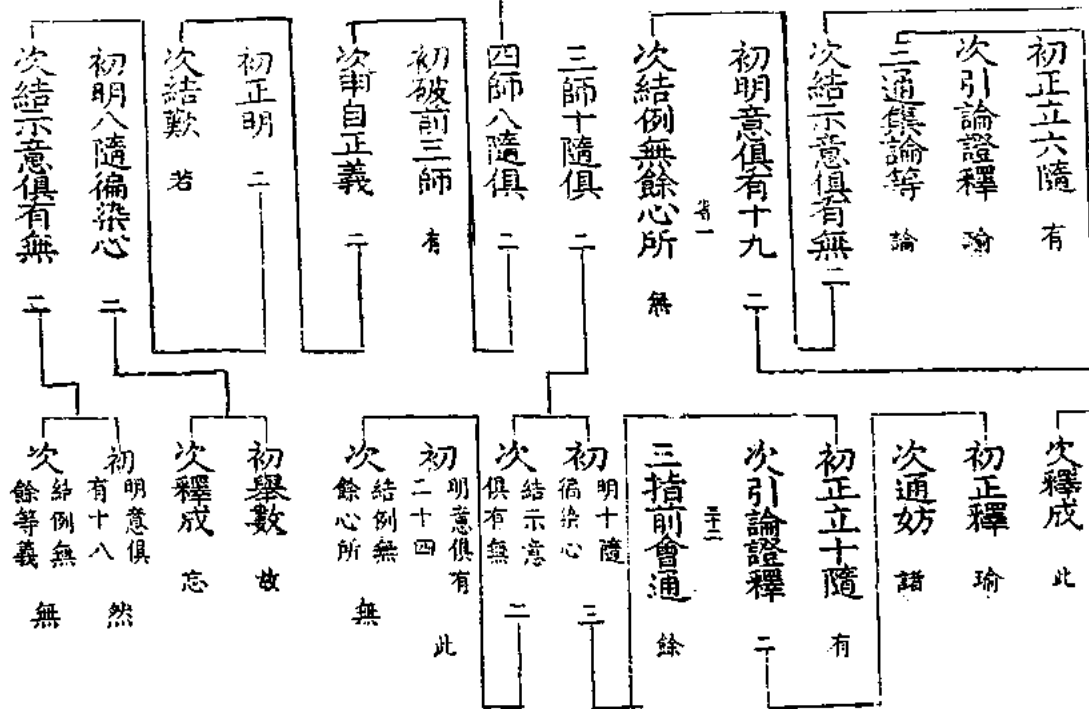 初正立六隨 有
次引論證釋 瑜
三通集論等 論
次結示意俱有無 二
初明意俱有十九 二
次結例無餘心所 無
三師十隨俱 二
四師八隨俱 二
初破前三師 有
次申自正義 二
初正明 二
次結歎 若
初明八隨徧染心 二
次結示意俱有無 二
次釋成 此
初正釋 瑜
次通妨 諸
初正立十隨 有
次引論證釋 二
三十二
三指前會通 餘
初明十隨徧染心 三
次結示意俱有無 二
初明意俱有二十四 此
次結例無餘心所 無
初舉數 故
次釋成 忘
初明意俱有十八 然
次結例無餘等義 無